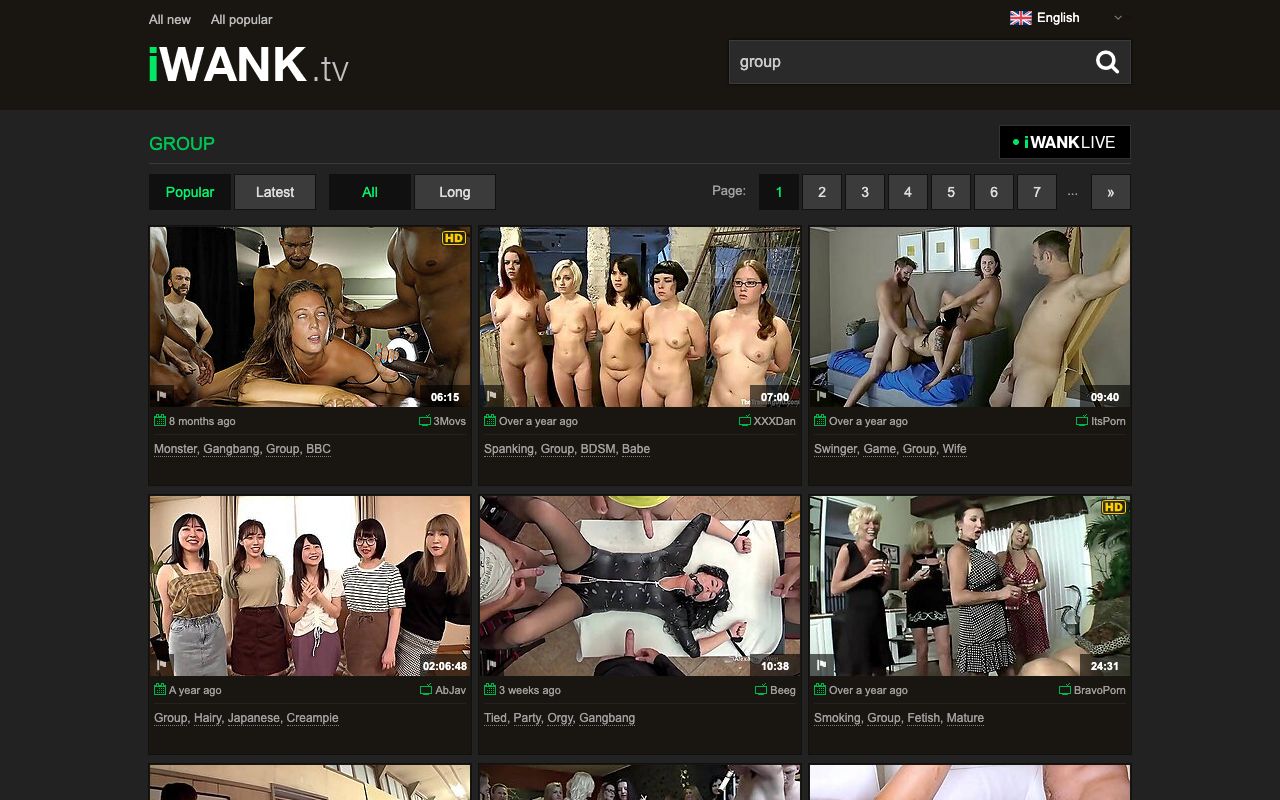 All new All popular
English
iWANK.tv
group
GROUP
iWANKLIVE
Popular Latest All Long
Page: 1 2 3 4 5 6 7 ... »
HD
06:15 07:00 09:40
8 months ago 3Movs
Over a year ago XXXDan
Over a year ago ItsPorn
Monster, Gangbang, Group, BBC
Spanking, Group, BDSM, Babe
Swinger, Game, Group, Wife
HD
02:06:48 10:38 24:31
A year ago AbJav
3 weeks ago Beeg
Over a year ago BravoPorn
Group, Hairy, Japanese, Creampie
Tied, Party, Orgy, Gangbang
Smoking, Group, Fetish, Mature